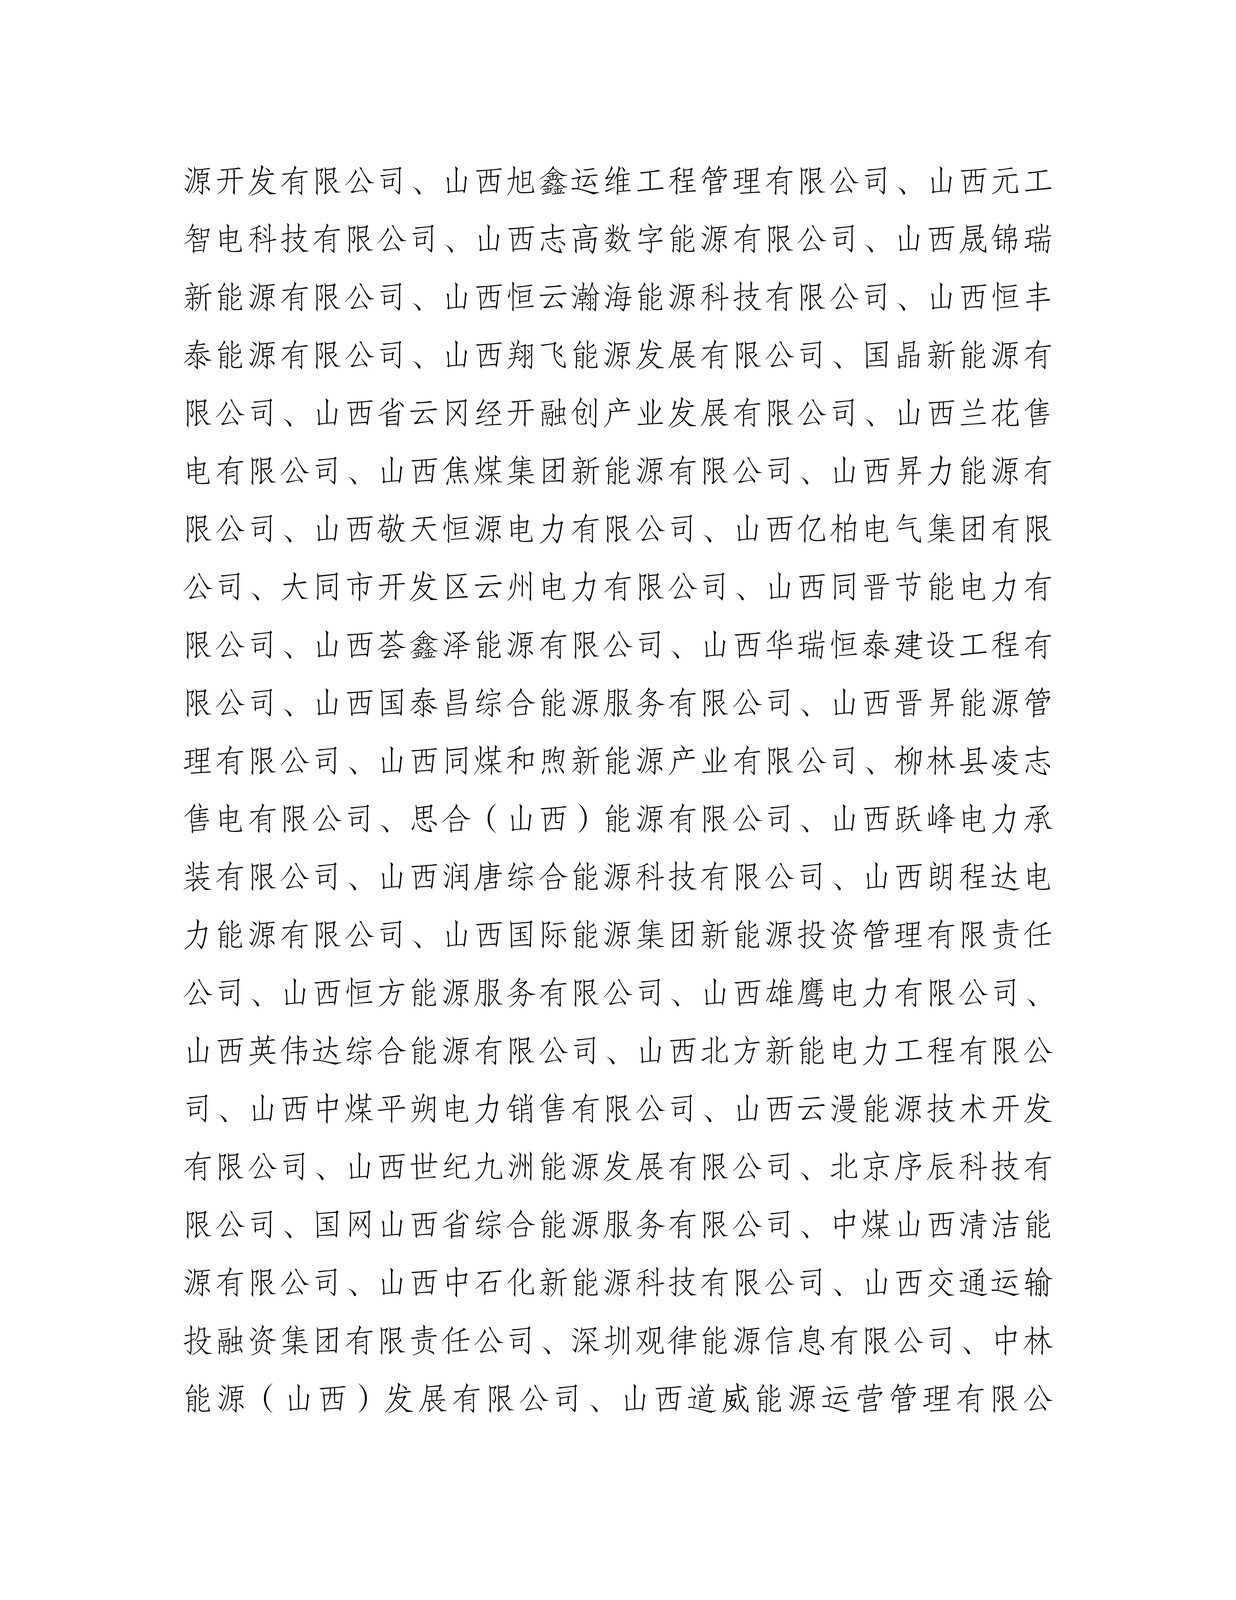 源开发有限公司、山西旭鑫运维工程管理有限公司、山西元工
智电科技有限公司、山西志高数字能源有限公司、山西晟锦瑞
新能源有限公司、山西恒云瀚海能源科技有限公司、山西恒丰
泰能源有限公司、山西翔飞能源发展有限公司、国晶新能源有
限公司、山西省云冈经开融创产业发展有限公司、山西兰花售
电有限公司、山西焦煤集团新能源有限公司、山西昇力能源有
限公司、山西敬天恒源电力有限公司、山西亿柏电气集团有限
公司、大同市开发区云州电力有限公司、山西同晋节能电力有
限公司、山西荟鑫泽能源有限公司、山西华瑞恒泰建设工程有
限公司、山西国泰昌综合能源服务有限公司、山西晋昇能源管
理有限公司、山西同煤和煦新能源产业有限公司、柳林县凌志
售电有限公司、思合（山西）能源有限公司、山西跃峰电力承
装有限公司、山西润唐综合能源科技有限公司、山西朗程达电
力能源有限公司、山西国际能源集团新能源投资管理有限责任
公司、山西恒方能源服务有限公司、山西雄鹰电力有限公司、
山西英伟达综合能源有限公司、山西北方新能电力工程有限公
司、山西中煤平朔电力销售有限公司、山西云漫能源技术开发
有限公司、山西世纪九洲能源发展有限公司、北京序辰科技有
限公司、国网山西省综合能源服务有限公司、中煤山西清洁能
源有限公司、山西中石化新能源科技有限公司、山西交通运输
投融资集团有限责任公司、深圳观律能源信息有限公司、中林
能源（山西）发展有限公司、山西道威能源运营管理有限公